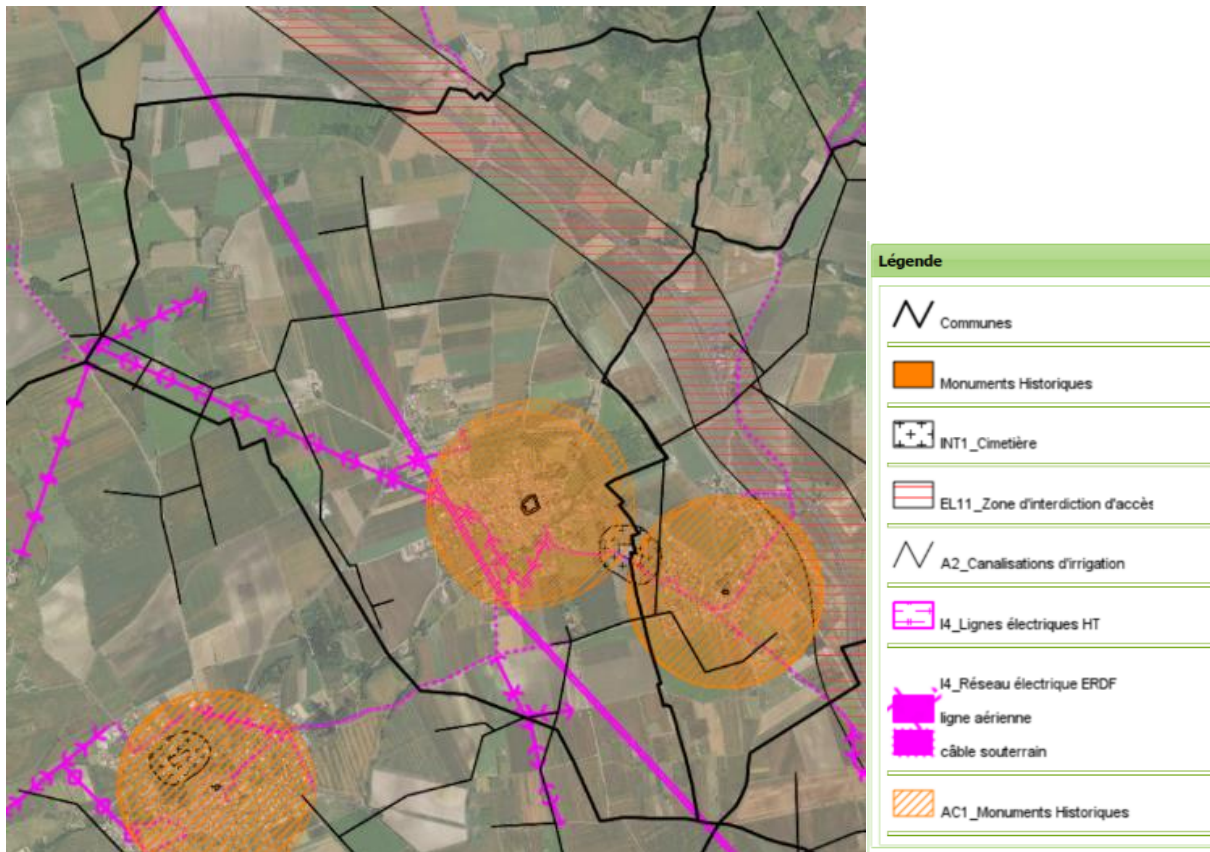 Légende
Communes
Monuments Historiques
INT1_Cimetière
EL11_Zone d'interdiction d'accès
A2_Canalisations d'irrigation
I4_Lignes électriques HT
I4_Réseau électrique ERDF
ligne aérienne
câble souterrain
AC1_Monuments Historiques